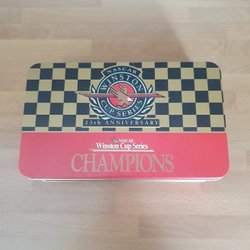 NASCAR
WINSTON
CUP SERIES
25th ANNIVERSARY
NASCAR
Winston Cup Series
CHAMPIONS